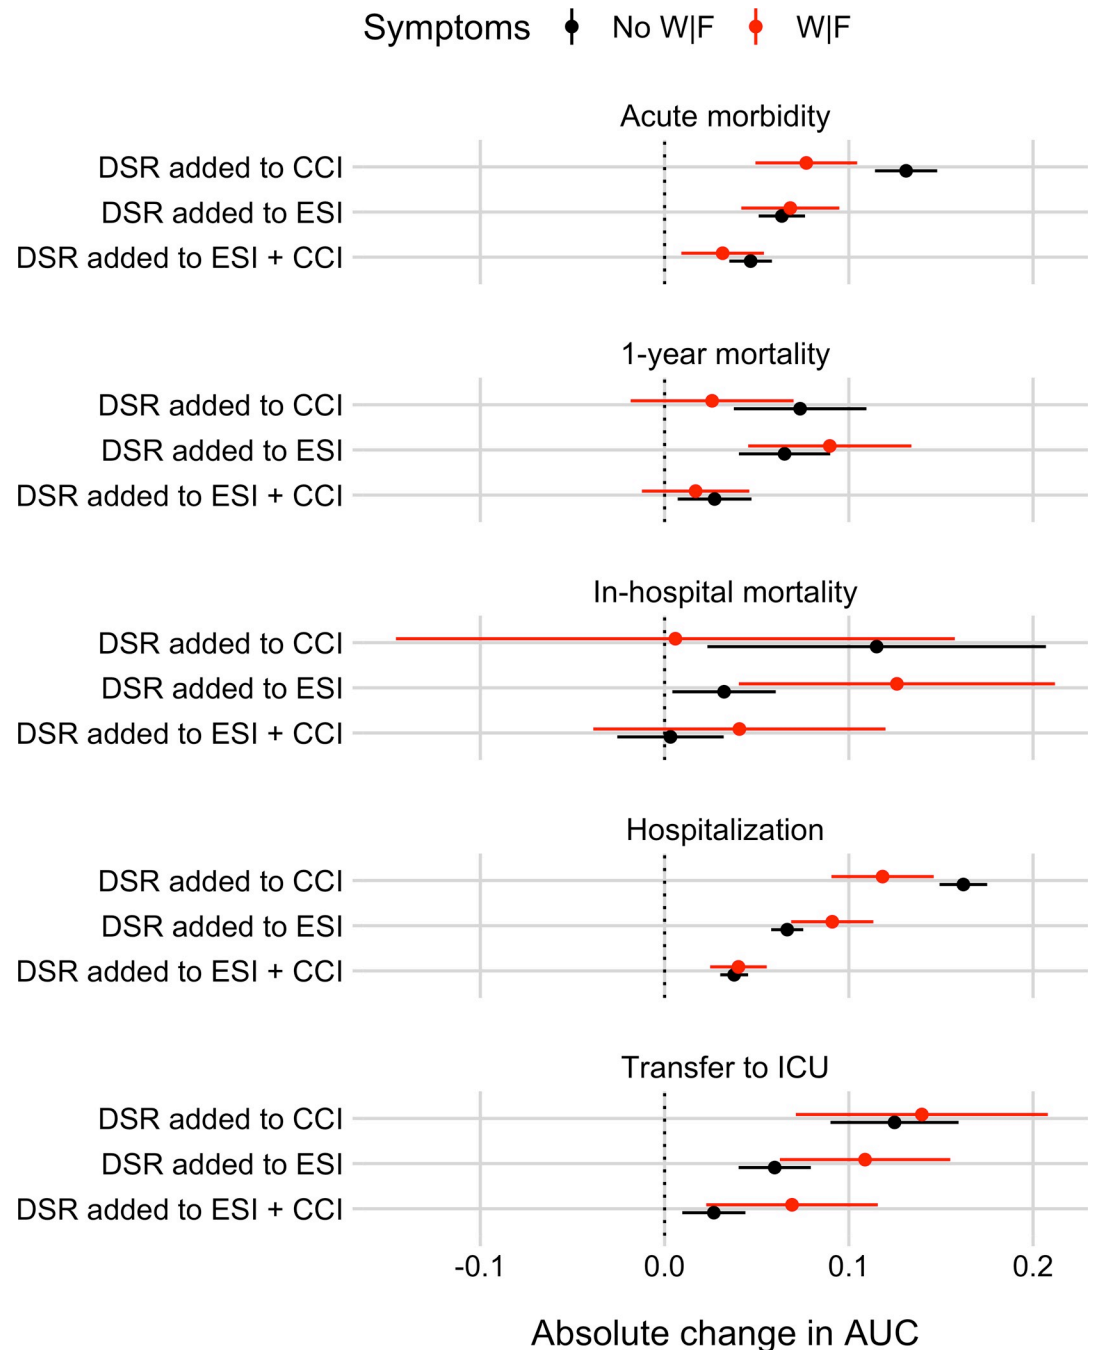 Symptoms No W|F W|F
Acute morbidity
DSR added to CCI
DSR added to ESI
DSR added to ESI + CCI
1-year mortality
DSR added to CCI
DSR added to ESI
DSR added to ESI + CCI
In-hospital mortality
DSR added to CCI
DSR added to ESI
DSR added to ESI + CCI
Hospitalization
DSR added to CCI
DSR added to ESI
DSR added to ESI + CCI
Transfer to ICU
DSR added to CCI
DSR added to ESI
DSR added to ESI + CCI
-0.1 0.0 0.1 0.2
Absolute change in AUC